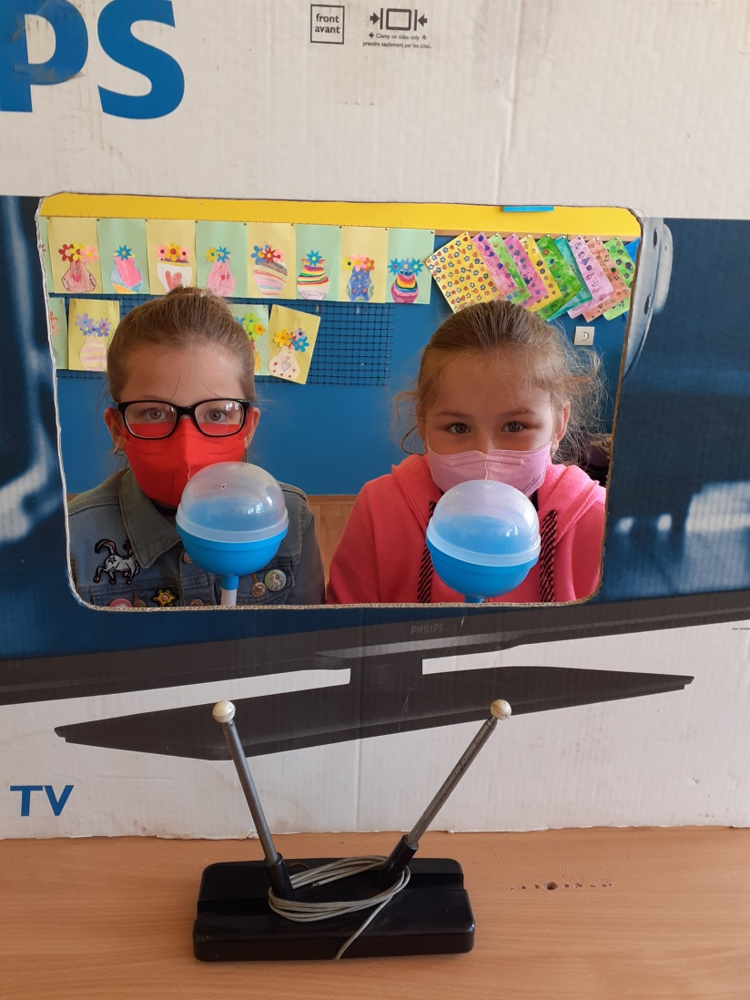 PS
front
avant
Clamp on sides only
prendre seulement par les côtés
PHILIPS
TV